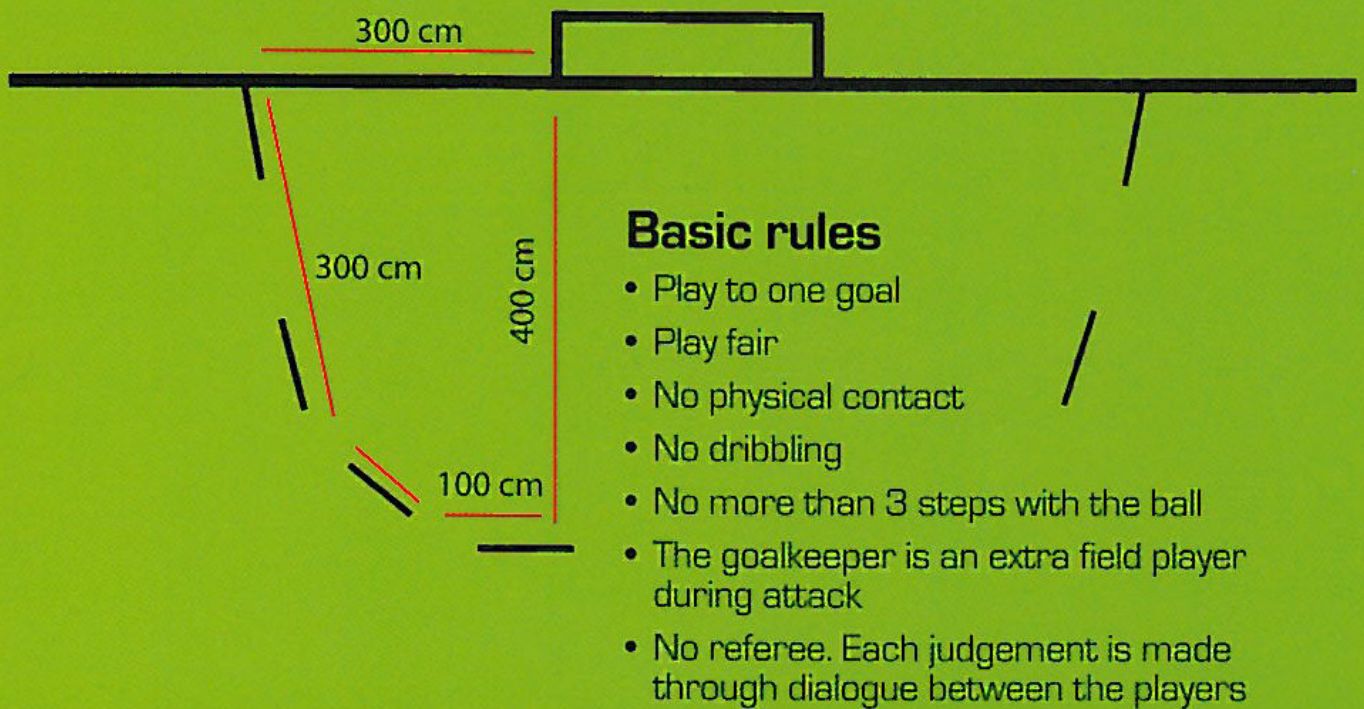 300 cm
300 cm
400 cm
100 cm
Basic rules
• Play to one goal
• Play fair
• No physical contact
• No dribbling
• No more than 3 steps with the ball
• The goalkeeper is an extra field player
during attack
• No referee. Each judgement is made
through dialogue between the players